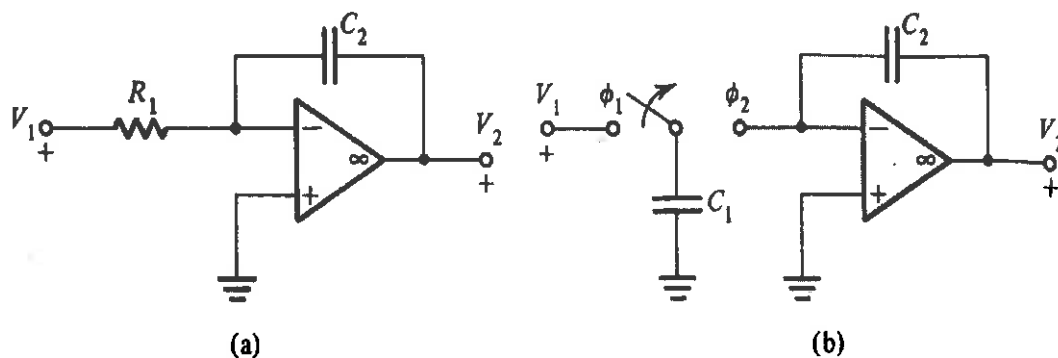 C₂
R₁
V₁
+
−
+
∞
V₂
+
(a)
V₁
+
ϕ₁
C₁
ϕ₂
C₂
−
+
∞
V₂
+
(b)